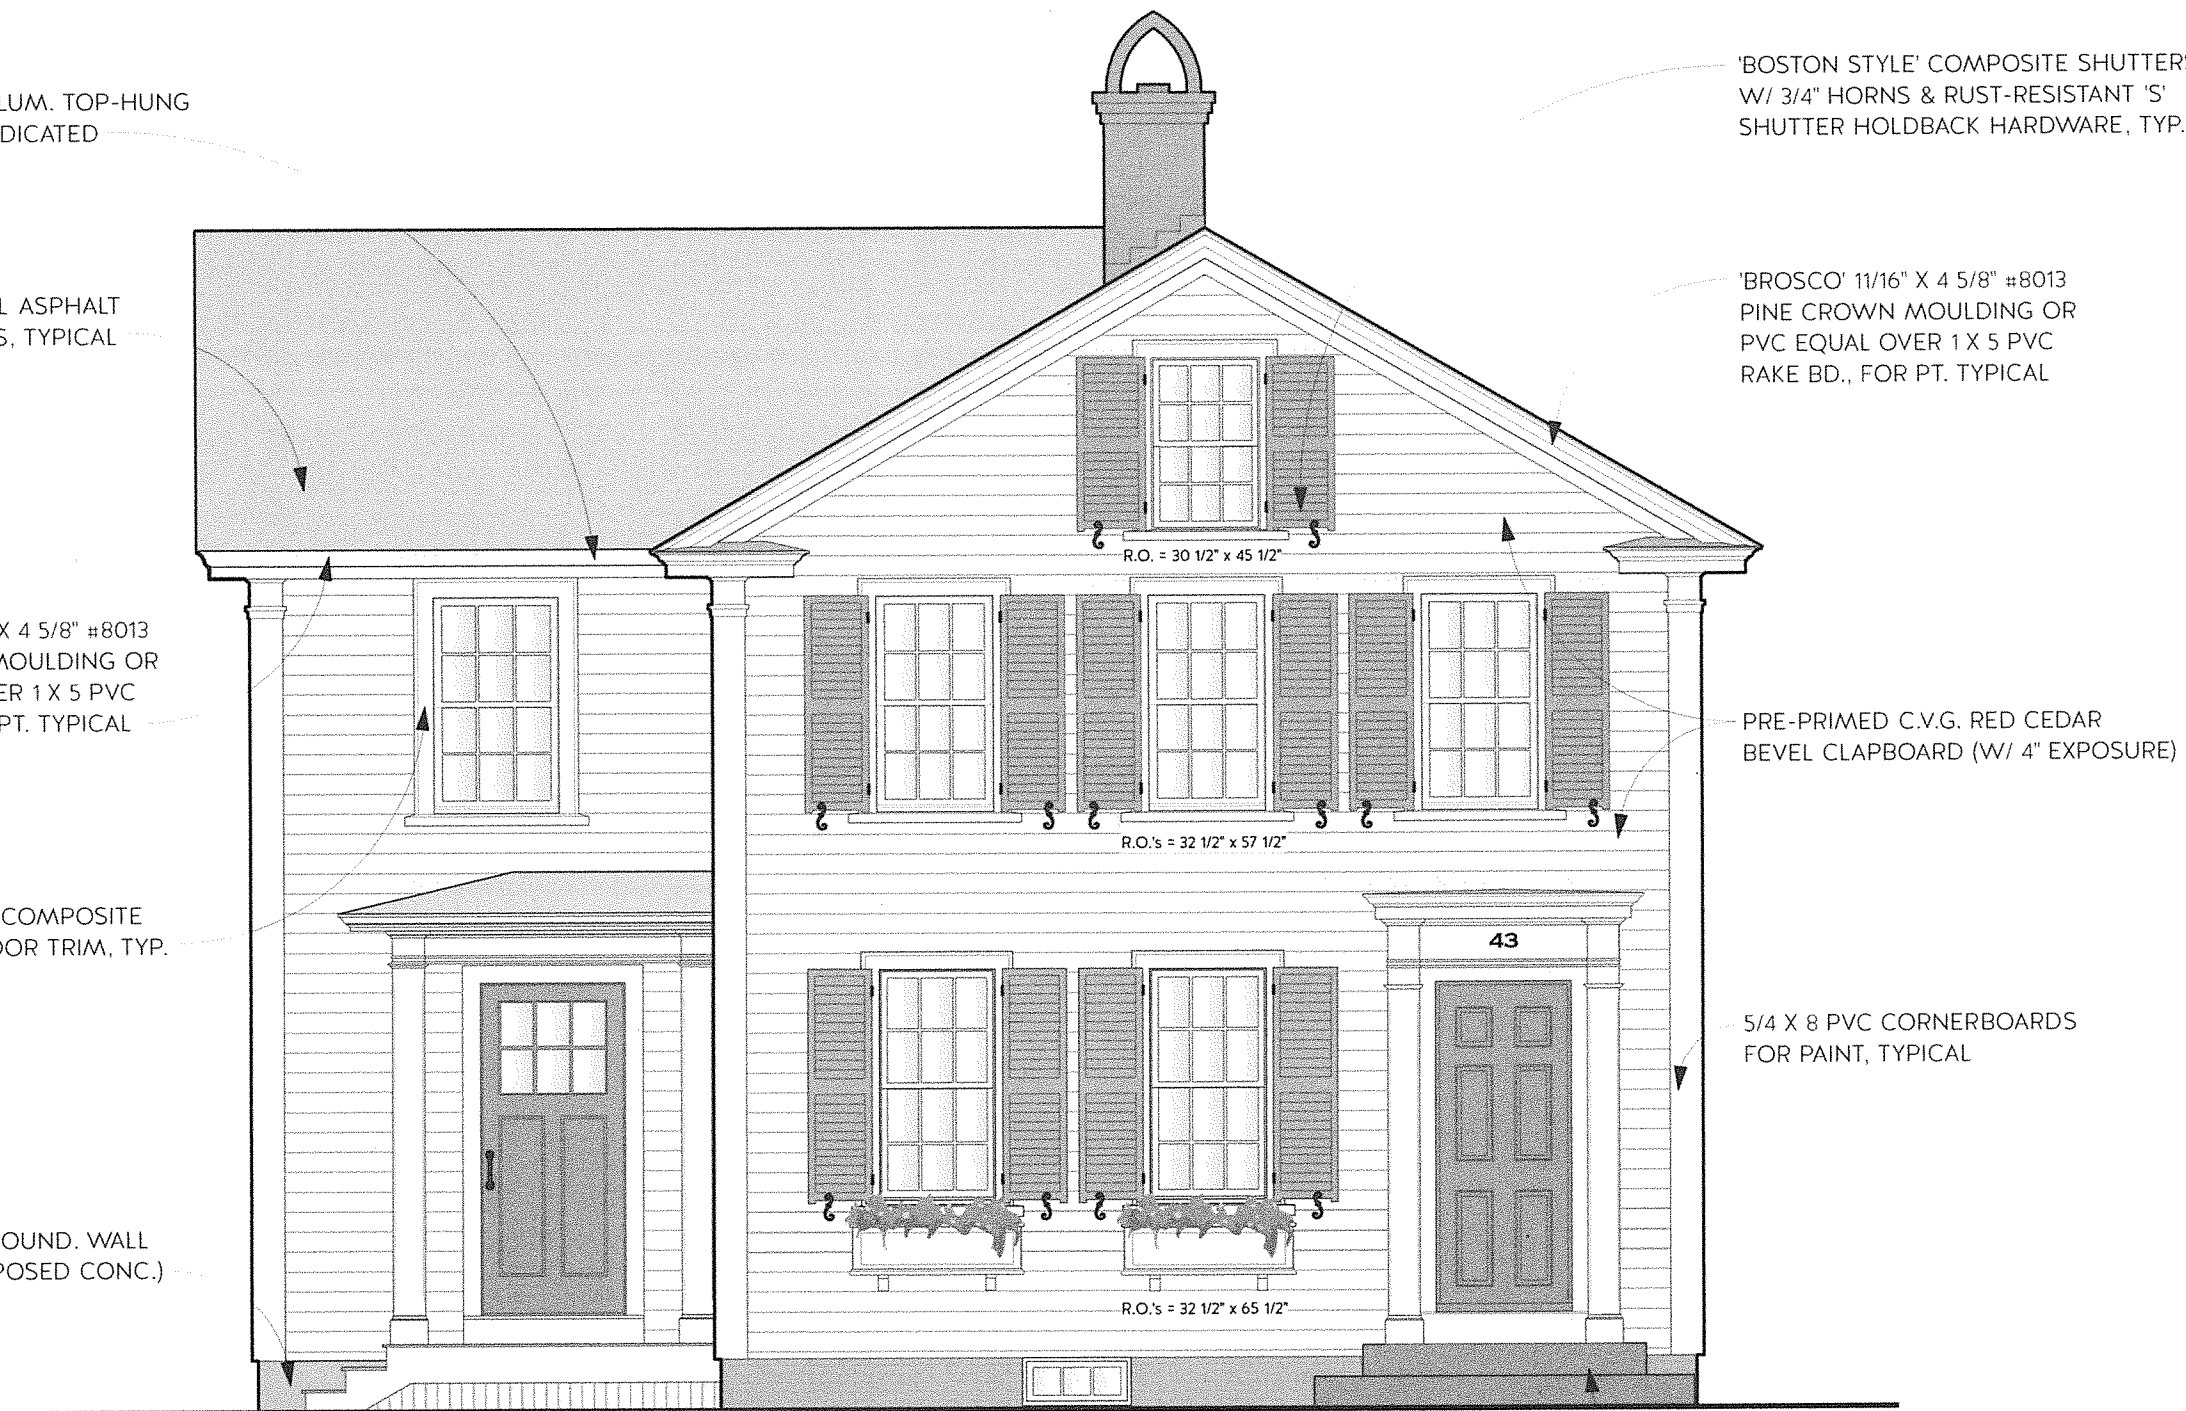 LUM. TOP-HUNG
DICATED
L ASPHALT
S, TYPICAL
X 4 5/8" #8013
MOULDING OR
ER 1 X 5 PVC
PT. TYPICAL
COMPOSITE
OOR TRIM, TYP.
OUND. WALL
POSED CONC.)
R.O. = 30 1/2" x 45 1/2"
R.O.'s = 32 1/2" x 57 1/2"
43
R.O.'s = 32 1/2" x 65 1/2"
'BOSTON STYLE' COMPOSITE SHUTTERS
W/ 3/4" HORNS & RUST-RESISTANT 'S'
SHUTTER HOLDBACK HARDWARE, TYP.
'BROSCO' 11/16" X 4 5/8" #8013
PINE CROWN MOULDING OR
PVC EQUAL OVER 1 X 5 PVC
RAKE BD., FOR PT. TYPICAL
PRE-PRIMED C.V.G. RED CEDAR
BEVEL CLAPBOARD (W/ 4" EXPOSURE)
5/4 X 8 PVC CORNERBOARDS
FOR PAINT, TYPICAL